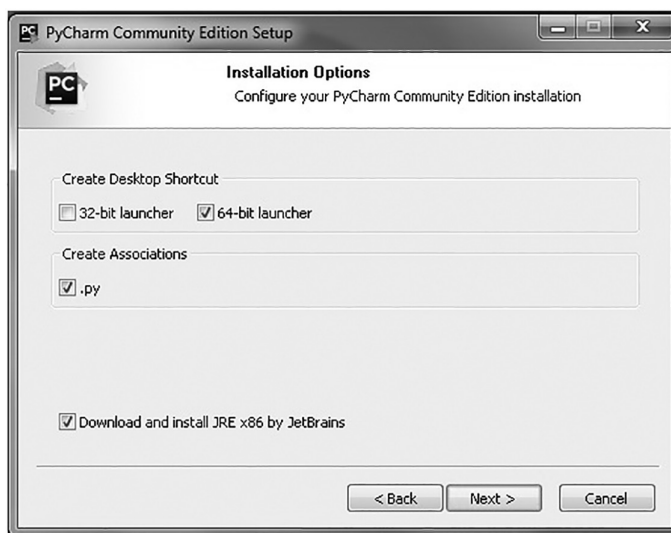 PC PyCharm Community Edition Setup
PC
Installation Options
Configure your PyCharm Community Edition installation
Create Desktop Shortcut
32-bit launcher 64-bit launcher
Create Associations
.py
Download and install JRE x86 by JetBrains
< Back Next > Cancel